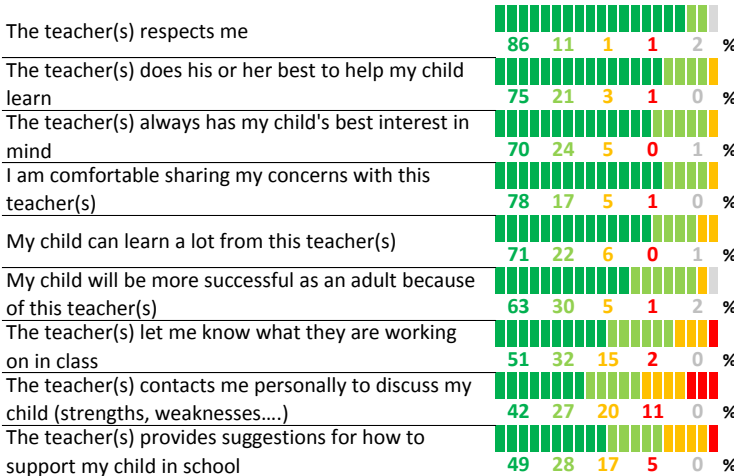 The teacher(s) respects me
86 11 1 1 2 %
The teacher(s) does his or her best to help my child
learn
75 21 3 1 0 %
The teacher(s) always has my child's best interest in
mind
70 24 5 0 1 %
I am comfortable sharing my concerns with this
teacher(s)
78 17 5 1 0 %
My child can learn a lot from this teacher(s)
71 22 6 0 1 %
My child will be more successful as an adult because
of this teacher(s)
63 30 5 1 2 %
The teacher(s) let me know what they are working
on in class
51 32 15 2 0 %
The teacher(s) contacts me personally to discuss my
child (strengths, weaknesses....)
42 27 20 11 0 %
The teacher(s) provides suggestions for how to
support my child in school
49 28 17 5 0 %